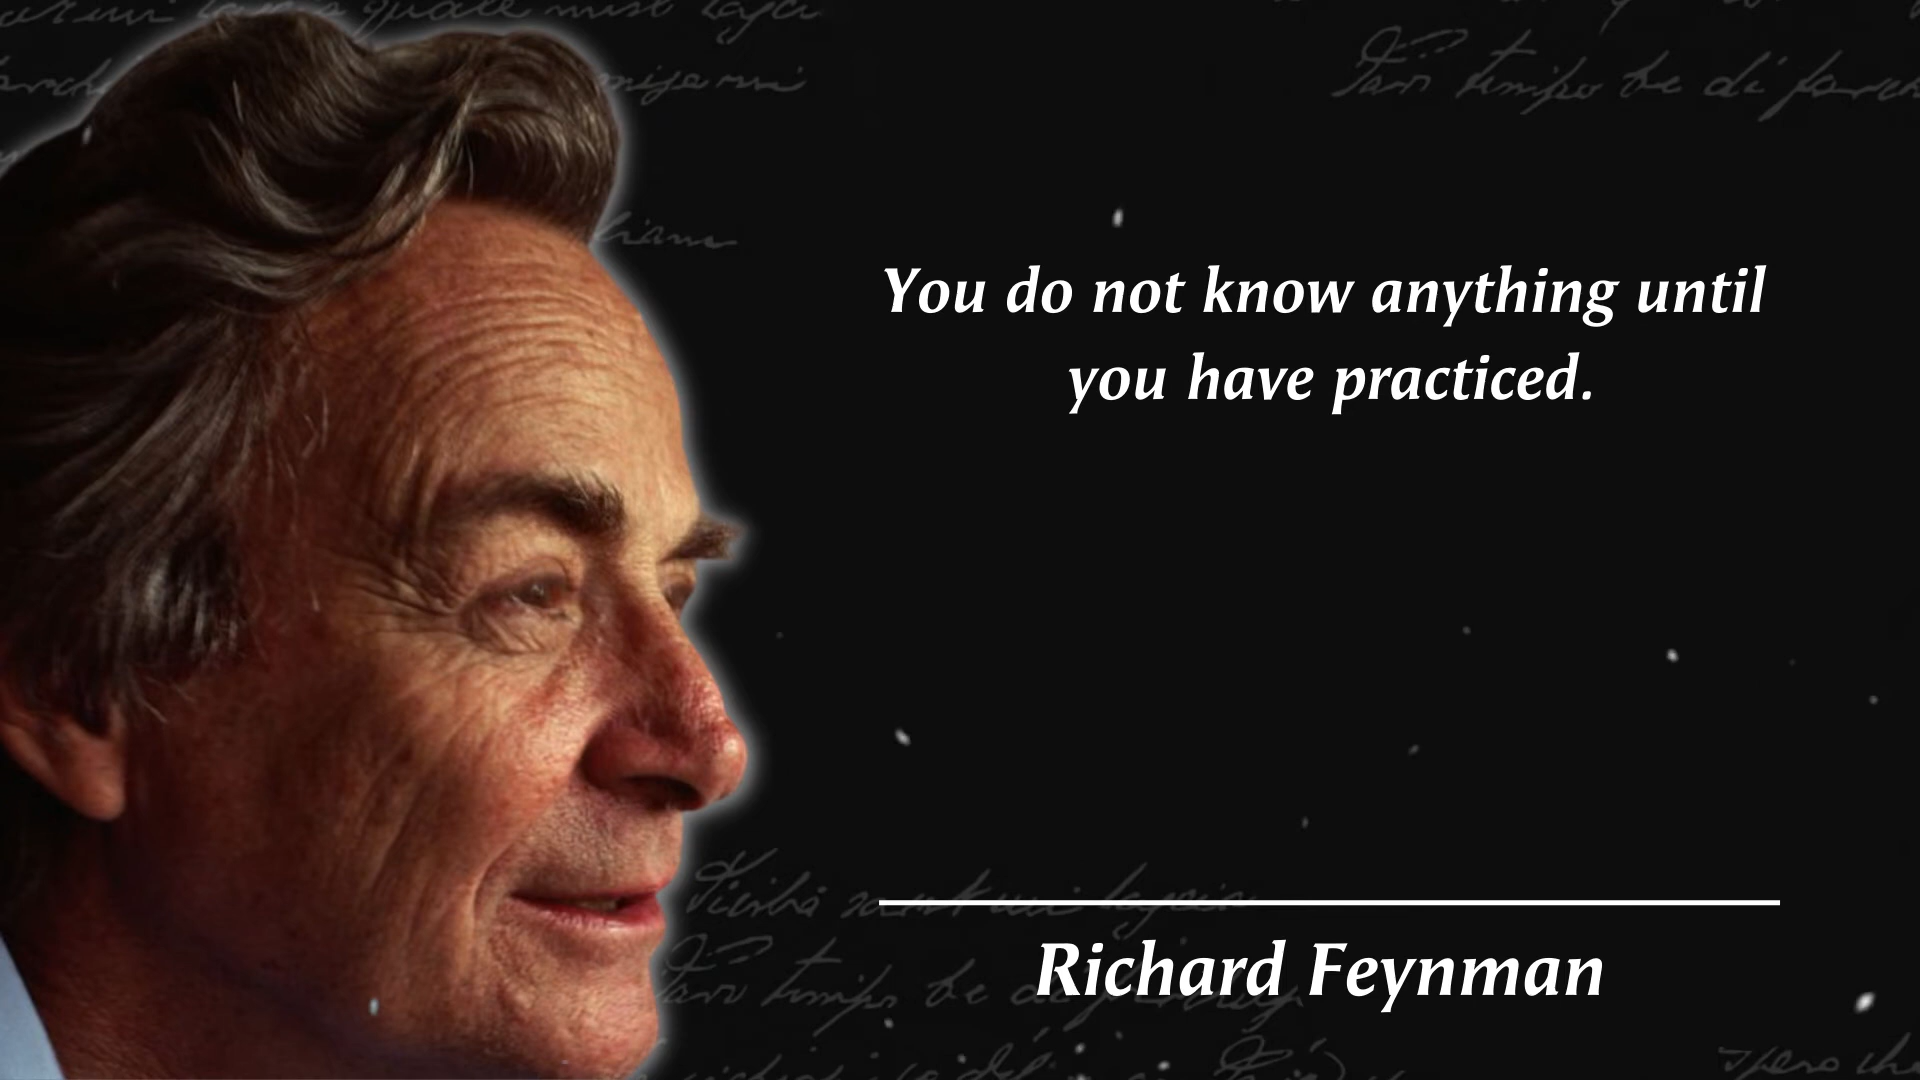 You do not know anything until
you have practiced.
Richard Feynman